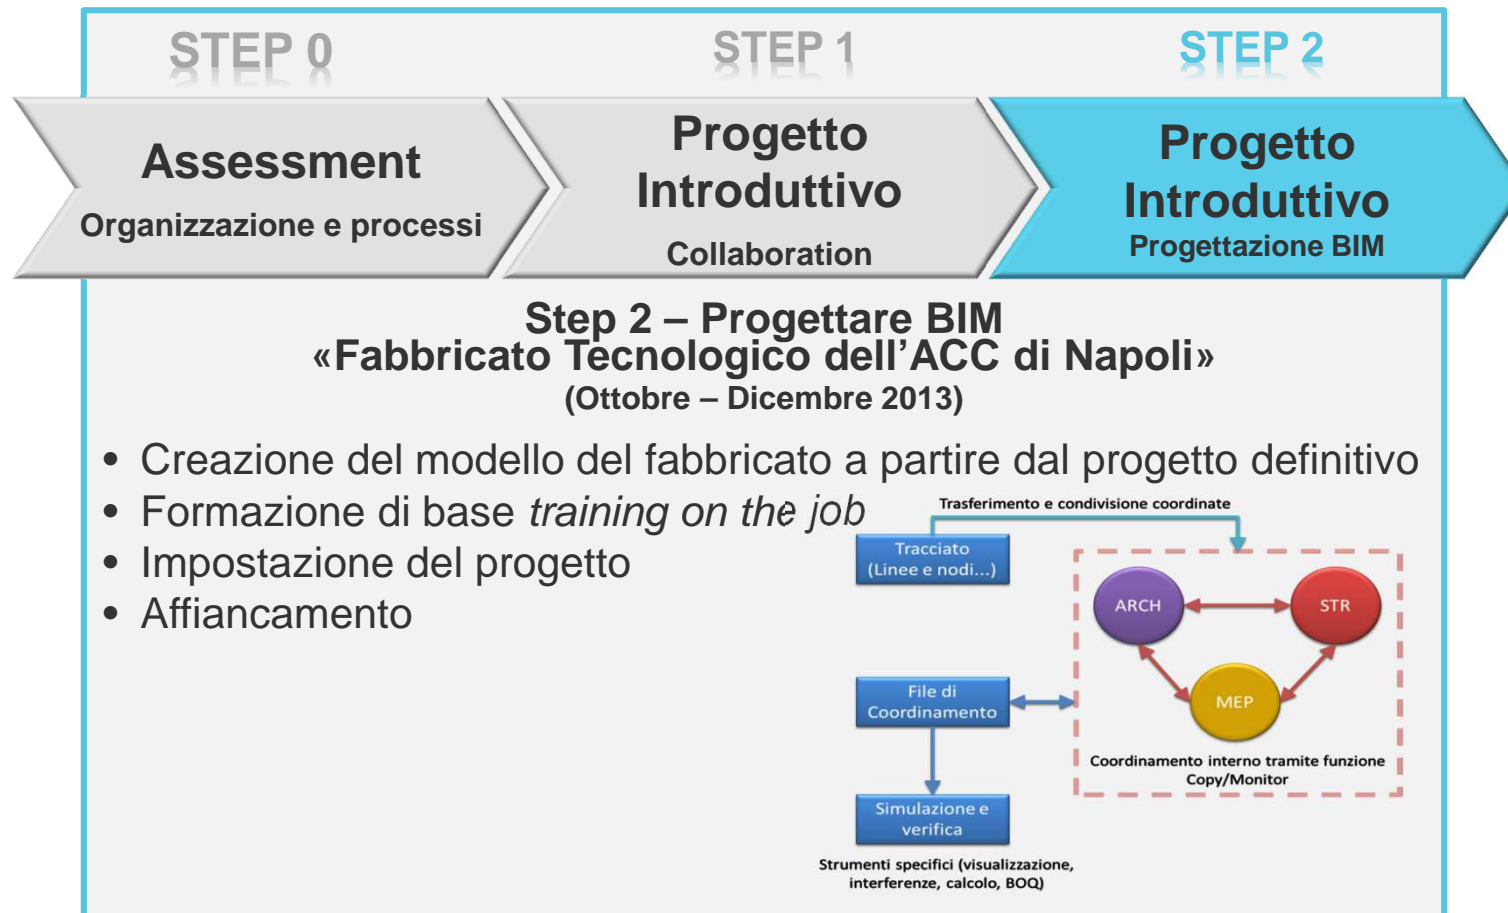 STEP 0
STEP 1
STEP 2
Assessment
Organizzazione e processi
Progetto
Introduttivo
Collaboration
Progetto
Introduttivo
Progettazione BIM
Step 2 – Progettare BIM
«Fabbricato Tecnologico dell’ACC di Napoli»
(Ottobre – Dicembre 2013)
• Creazione del modello del fabbricato a partire dal progetto definitivo
• Formazione di base training on the job
• Impostazione del progetto
• Affiancamento
Trasferimento e condivisione coordinate
Tracciato
(Linee e nodi...)
ARCH
STR
MEP
File di
Coordinamento
Coordinamento interno tramite funzione
Copy/Monitor
Simulazione e
verifica
Strumenti specifici (visualizzazione,
interferenze, calcolo, BOQ)